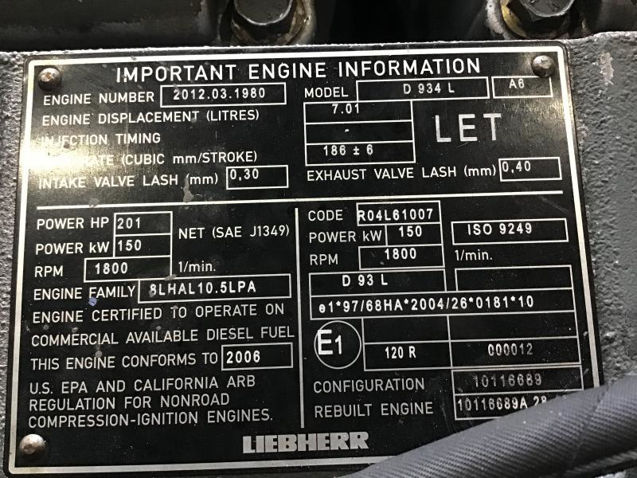 IMPORTANT ENGINE INFORMATION
ENGINE NUMBER 2012.03.1980 MODEL D 934 L A6
ENGINE DISPLACEMENT (LITRES) 7.01
INJECTION TIMING - LET
RATE (CUBIC mm/STROKE) 186 ± 6
INTAKE VALVE LASH (mm) 0,30 EXHAUST VALVE LASH (mm) 0,40
POWER HP 201
POWER kW 150 NET (SAE J1349)
RPM 1800 1/min.
ENGINE FAMILY 8LHAL10.5LPA
ENGINE CERTIFIED TO OPERATE ON
COMMERCIAL AVAILABLE DIESEL FUEL
THIS ENGINE CONFORMS TO 2006
U.S. EPA AND CALIFORNIA ARB
REGULATION FOR NONROAD
COMPRESSION-IGNITION ENGINES.
CODE R04L61007
POWER kW 150 ISO 9249
RPM 1800 1/min.
D 93 L
e1*97/68HA*2004/26*0181*10
E1 120 R 000012
CONFIGURATION 10116689
REBUILT ENGINE 10116689A 28
LIEBHERR